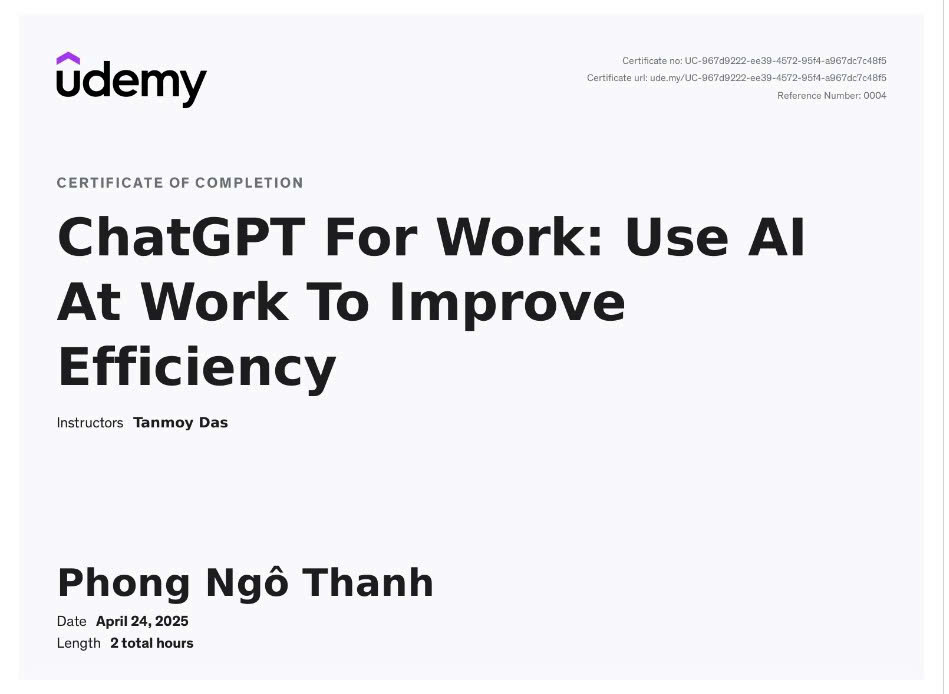 udemy
Certificate no: UC-967d9222-ee39-4572-95f4-a967dc7c48f5
Certificate url: ude.my/UC-967d9222-ee39-4572-95f4-a967dc7c48f5
Reference Number: 0004
CERTIFICATE OF COMPLETION
ChatGPT For Work: Use AI
At Work To Improve
Efficiency
Instructors Tanmoy Das
Phong Ngô Thanh
Date April 24, 2025
Length 2 total hours